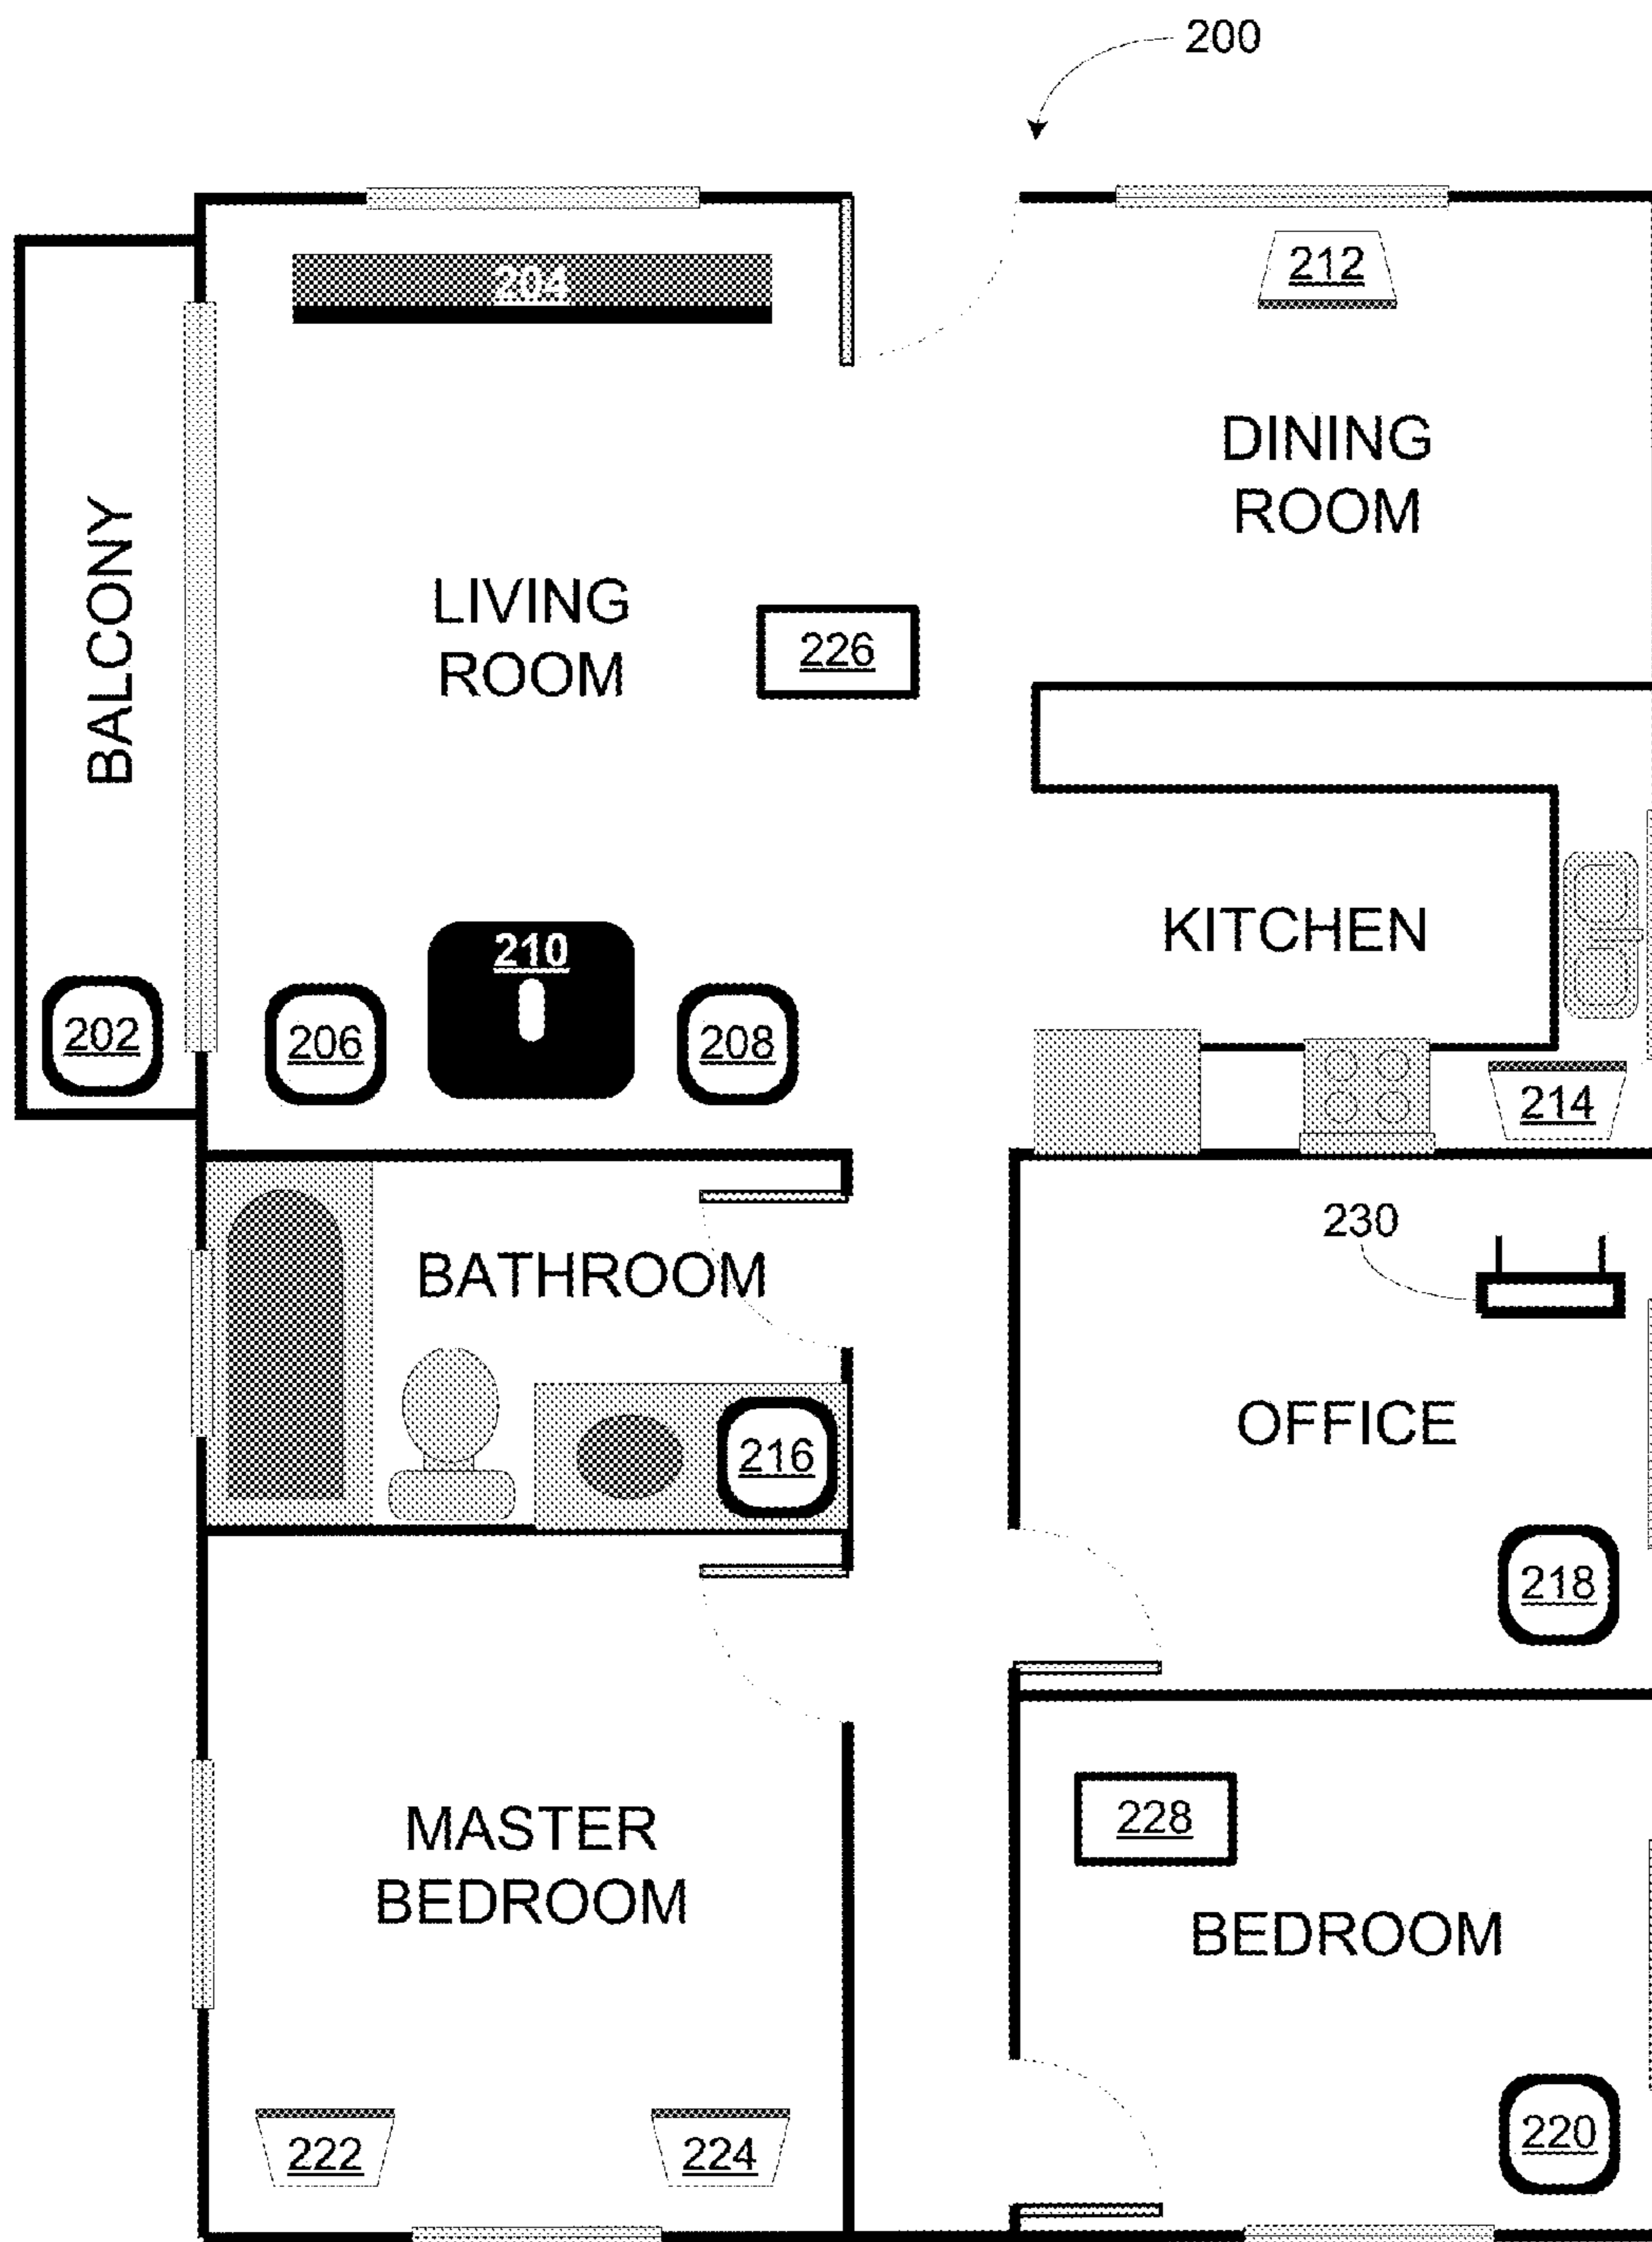 200
204
212
DINING
ROOM
BALCONY
LIVING
ROOM
226
KITCHEN
210
202
206
208
214
230
BATHROOM
OFFICE
216
218
228
MASTER
BEDROOM
BEDROOM
222
224
220